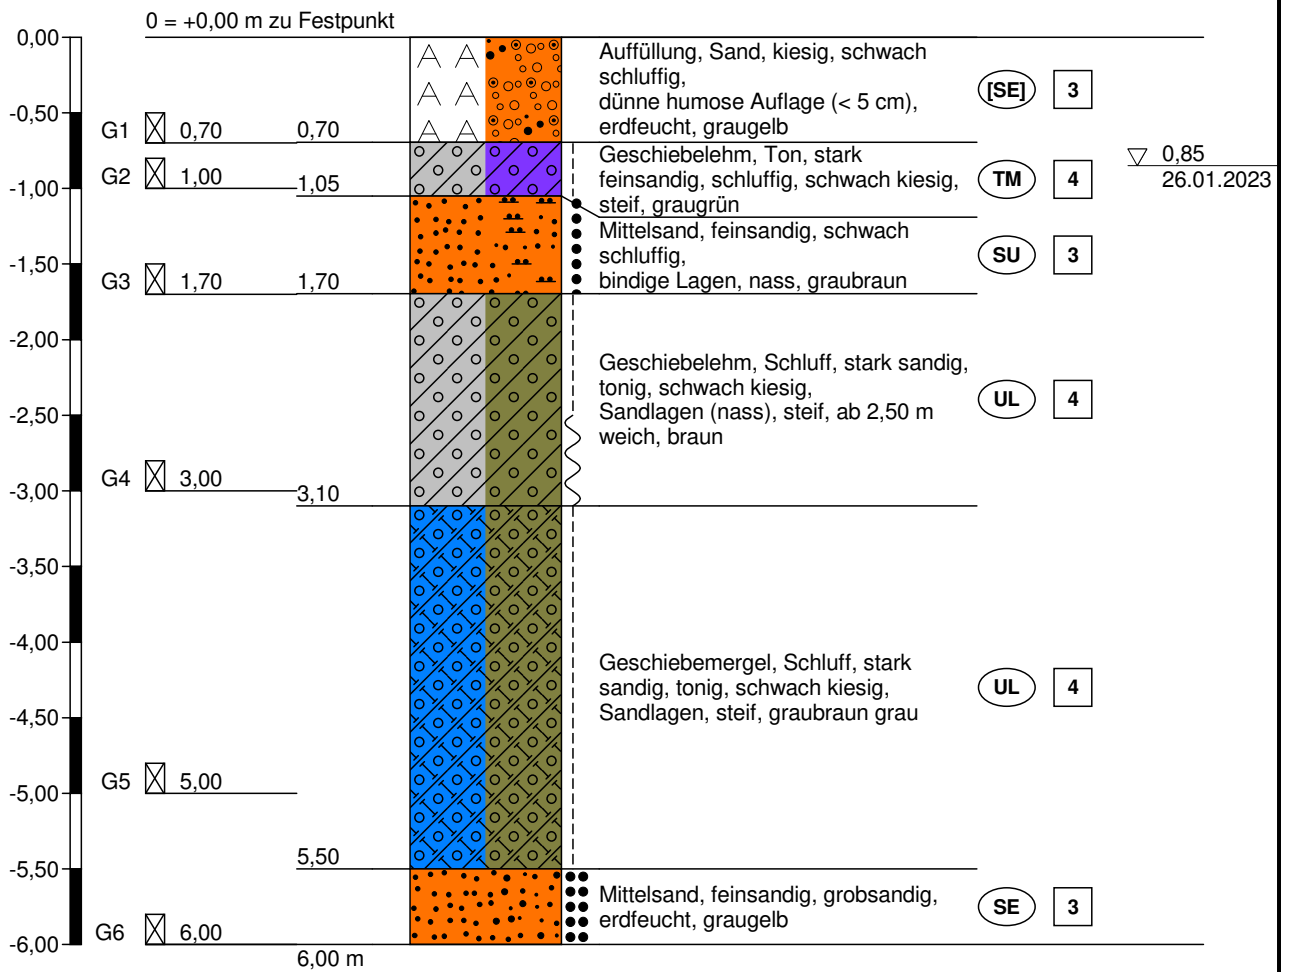 0 = +0,00 m zu Festpunkt
0,00
Auffüllung, Sand, kiesig, schwach
schluffig,
dünne humose Auflage (< 5 cm),
erdfeucht, graugelb
[SE] 3
-0,50
G1 0,70 0,70
Geschiebelehm, Ton, stark
feinsandig, schluffig, schwach kiesig,
steif, graugrün
TM 4
0,85
26.01.2023
G2 1,00 1,05
-1,00
Mittelsand, feinsandig, schwach
schluffig,
bindige Lagen, nass, graubraun
SU 3
-1,50
G3 1,70 1,70
-2,00
Geschiebelehm, Schluff, stark sandig,
tonig, schwach kiesig,
Sandlagen (nass), steif, ab 2,50 m
weich, braun
UL 4
-2,50
G4 3,00 3,10
-3,00
-3,50
-4,00
Geschiebemergel, Schluff, stark
sandig, tonig, schwach kiesig,
Sandlagen, steif, graubraun grau
UL 4
-4,50
G5 5,00
-5,00
5,50
-5,50
Mittelsand, feinsandig, grobsandig,
erdfeucht, graugelb
SE 3
G6 6,00
-6,00
6,00 m